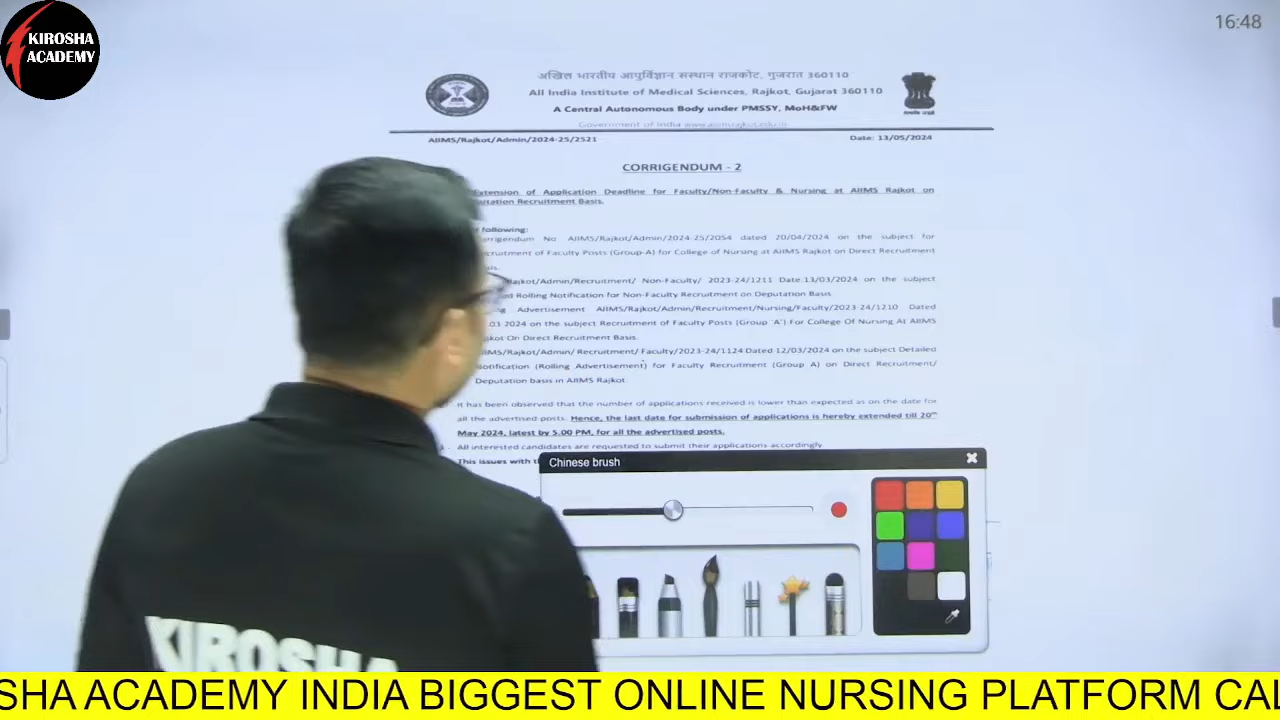 KIROSHA
ACADEMY
16:48
अखिल भारतीय आयुर्विज्ञान संस्थान राजकोट, गुजरात 360110
All India Institute of Medical Sciences, Rajkot, Gujarat 360110
A Central Autonomous Body under PMSSY, MoH&FW
Government of India www.aiimsrajkot.edu.in
AIIMS/Rajkot/Admin/2024-25/2521 Date: 13/05/2024
CORRIGENDUM - 2
Extension of Application Deadline for Faculty/Non-Faculty & Nursing at AIIMS Rajkot on
Recruitment Basis.
following:
No AIIMS/Rajkot/Admin/2024-25/2054 dated 20/04/2024 on the subject for
of Faculty Posts (Group-A) for College of Nursing at AIIMS Rajkot on Direct Recruitment
/Admin/Recruitment/ Non-Faculty/ 2023-24/1211 Date:13/03/2024 on the subject
Rolling Notification for Non-Faculty Recruitment on Deputation Basis.
Advertisement AIIMS/Rajkot/Admin/Recruitment/Nursing/Faculty/2023-24/1210 Dated
2024 on the subject Recruitment of Faculty Posts (Group 'A') For College Of Nursing At AIIMS
On Direct Recruitment Basis.
/Rajkot/Admin/ Recruitment/ Faculty/2023-24/1124 Dated 12/03/2024 on the subject Detailed
(Rolling Advertisement) for Faculty Recruitment (Group A) on Direct Recruitment/
Deputation basis in AIIMS Rajkot
It has been observed that the number of applications received is lower than expected as on the date for
all the advertised posts. Hence, the last date for submission of applications is hereby extended till 20th
May 2024, latest by 5.00 PM, for all the advertised posts.
All interested candidates are requested to submit their applications accordingly
This issues with
Chinese brush
KIROSHA
SHA ACADEMY INDIA BIGGEST ONLINE NURSING PLATFORM CAL